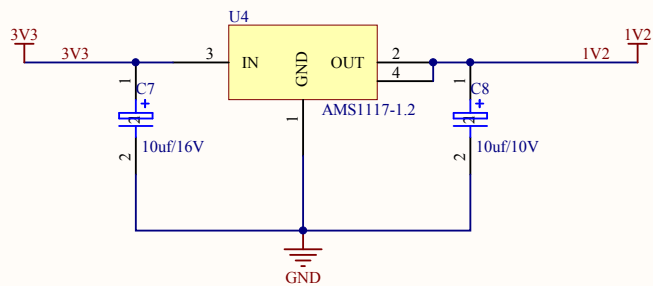 U4
3V3
1V2
3V3
3
IN
GND
OUT
2
1V2
4
1
C7
1
C8
+
AMS1117-1.2
+
2
1
2
10uf/16V
10uf/10V
2
2
GND